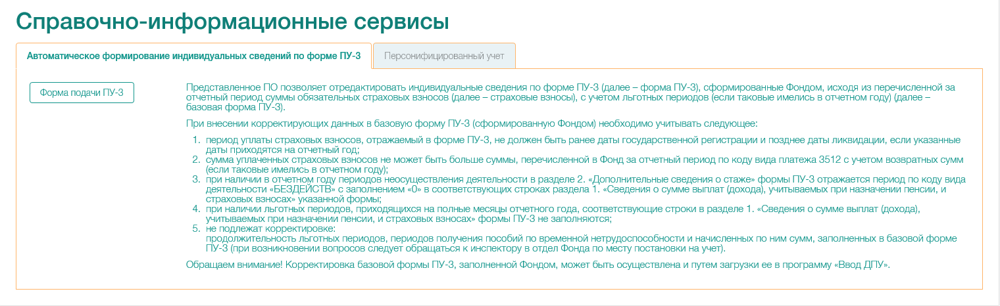 Справочно-информационные сервисы
Автоматическое формирование индивидуальных сведений по форме ПУ-3
Персонифицированный учет
Форма подачи ПУ-3
Представленное ПО позволяет отредактировать индивидуальные сведения по форме ПУ-3 (далее – форма ПУ-3), сформированные Фондом, исходя из перечисленной за
отчетный период суммы обязательных страховых взносов (далее – страховые взносы), с учетом льготных периодов (если таковые имелись в отчетном году) (далее –
базовая форма ПУ-3).
При внесении корректирующих данных в базовую форму ПУ-3 (сформированную Фондом) необходимо учитывать следующее:
1. период уплаты страховых взносов, отражаемый в форме ПУ-3, не должен быть ранее даты государственной регистрации и позднее даты ликвидации, если указанные
даты приходятся на отчетный год;
2. сумма уплаченных страховых взносов не может быть больше суммы, перечисленной в Фонд за отчетный период по коду вида платежа 3512 с учетом возвратных сумм
(если таковые имелись в отчетном году);
3. при наличии в отчетном году периодов неосуществления деятельности в разделе 2. «Дополнительные сведения о стаже» формы ПУ-3 отражается период по коду вида
деятельности «БЕЗДЕЙСТВ» с заполнением «0» в соответствующих строках раздела 1. «Сведения о сумме выплат (дохода), учитываемых при назначении пенсии, и
страховых взносах» указанной формы;
4. при наличии льготных периодов, приходящихся на полные месяцы отчетного года, соответствующие строки в разделе 1. «Сведения о сумме выплат (дохода),
учитываемых при назначении пенсии, и страховых взносах» формы ПУ-3 не заполняются;
5. не подлежат корректировке:
продолжительность льготных периодов, периодов получения пособий по временной нетрудоспособности и начисленных по ним сумм, заполненных в базовой форме
ПУ-3 (при возникновении вопросов следует обращаться к инспектору в отдел Фонда по месту постановки на учет).
Обращаем внимание! Корректировка базовой формы ПУ-3, заполненной Фондом, может быть осуществлена и путем загрузки ее в программу «Ввод ДПУ».